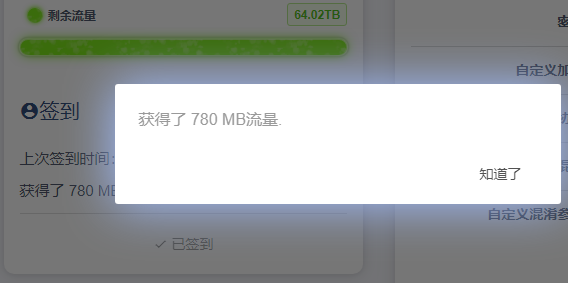 剩余流量
64.02TB
自定义加
签到
获得了 780 MB流量.
上次签到时间:
知道了
获得了 780 MB
自定义混淆参
已签到